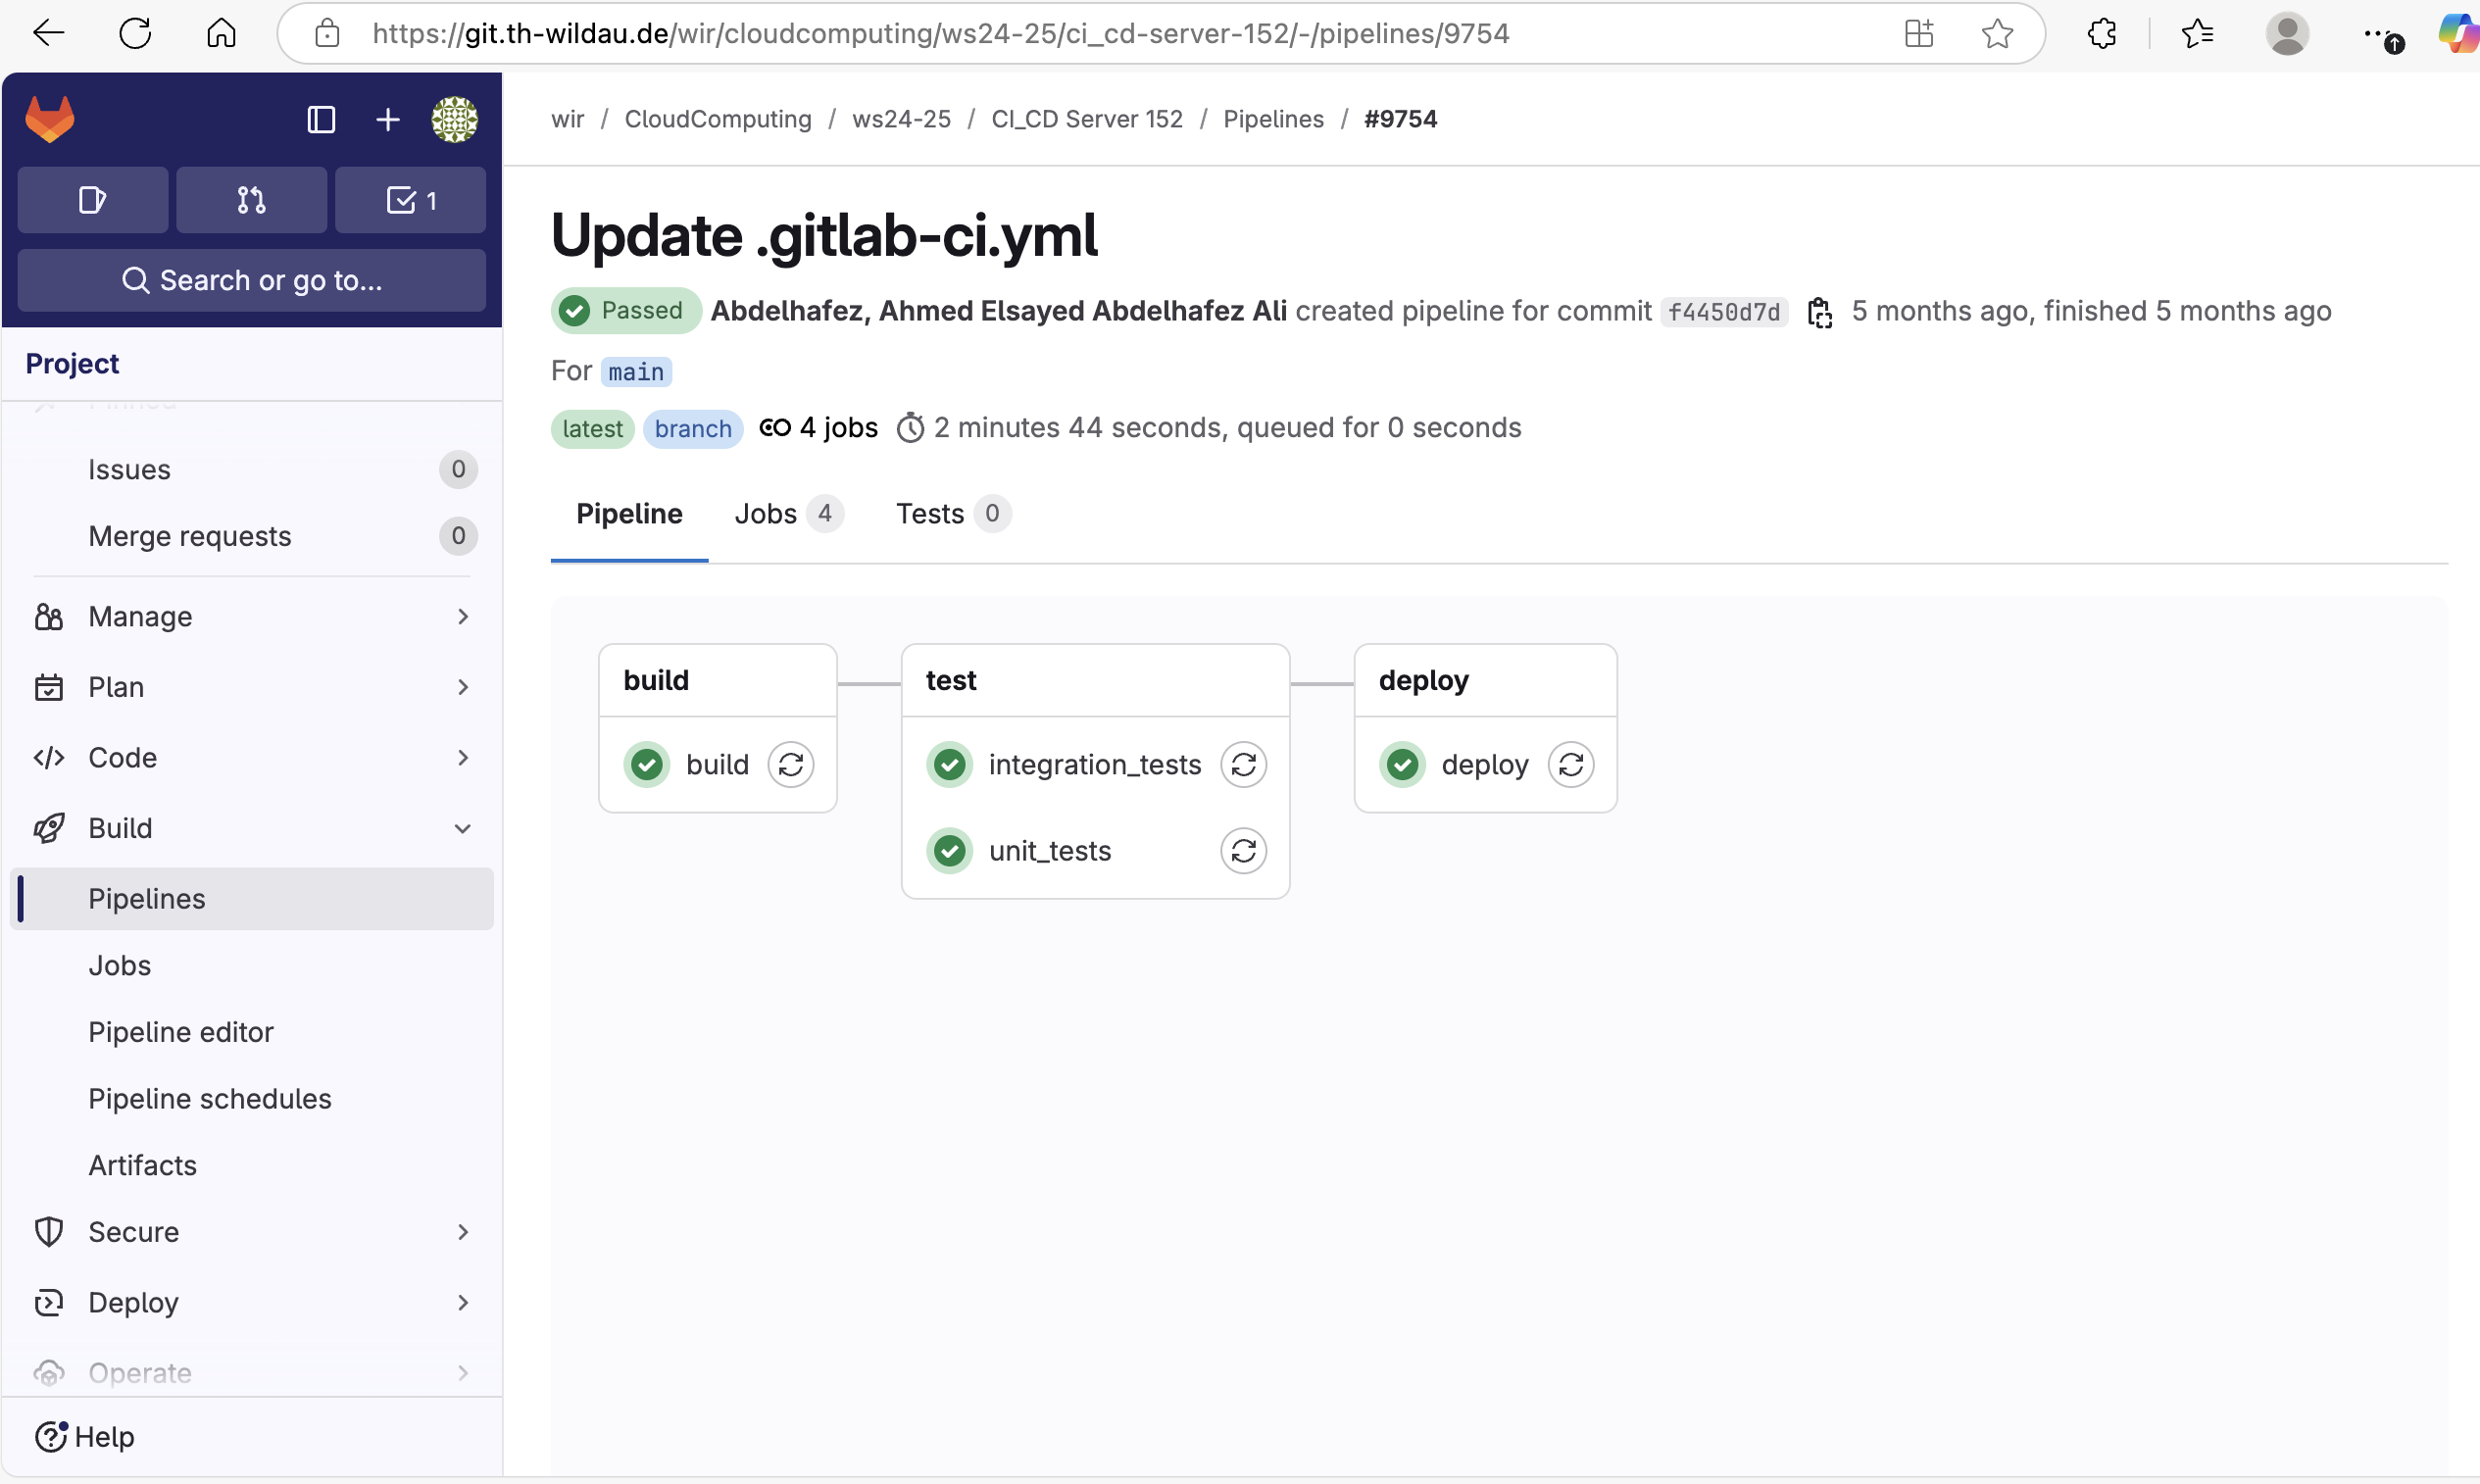 https://git.th-wildau.de/wir/cloudcomputing/ws24-25/ci_cd-server-152/-/pipelines/9754
1
Search or go to...
Project
Issues 0
Merge requests 0
Manage
Plan
Code
Build
Pipelines
Jobs
Pipeline editor
Pipeline schedules
Artifacts
Secure
Deploy
Operate
Help
wir / CloudComputing / ws24-25 / CI_CD Server 152 / Pipelines / #9754
Update .gitlab-ci.yml
Passed Abdelhafez, Ahmed Elsayed Abdelhafez Ali created pipeline for commit f4450d7d 5 months ago, finished 5 months ago
For main
latest branch 4 jobs 2 minutes 44 seconds, queued for 0 seconds
Pipeline Jobs 4 Tests 0
build
build
test
integration_tests
unit_tests
deploy
deploy